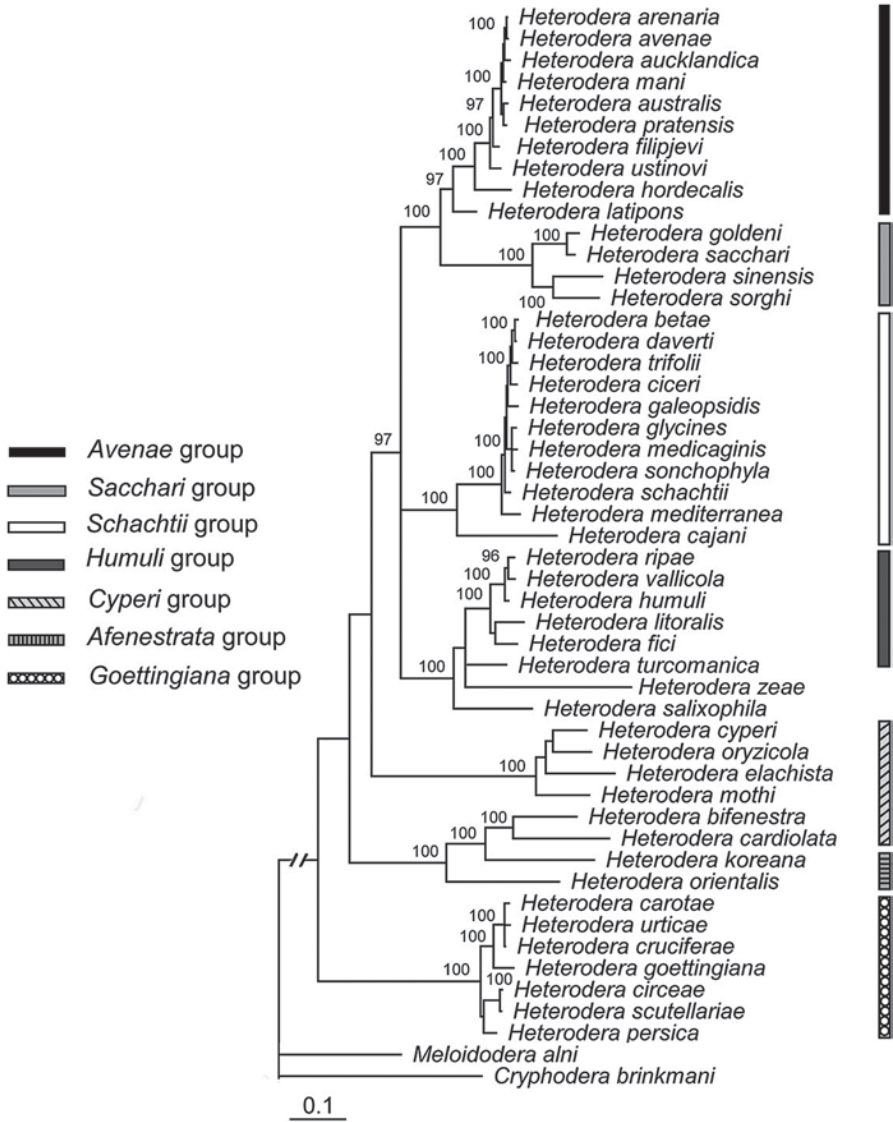 100
Heterodera arenaria
Heterodera avenae
Heterodera aucklandica
100
Heterodera mani
97
Heterodera australis
Heterodera pratensis
100
Heterodera filipjevi
100
Heterodera ustinovi
97
Heterodera hordecalis
100
Heterodera latipons
100
Heterodera goldeni
100
Heterodera sacchari
Heterodera sinensis
100
Heterodera sorghi
100
Heterodera betae
Heterodera daverti
100
Heterodera trifolii
Heterodera ciceri
Heterodera galeopsidis
Heterodera glycines
100
Heterodera medicaginis
100
Heterodera sonchophyla
100
Heterodera schachtii
Heterodera mediterranea
Heterodera cajani
97
96
Heterodera ripae
100
Heterodera vallicola
100
Heterodera humuli
Heterodera litoralis
Heterodera fici
100
Heterodera turcomanica
Heterodera zeae
Heterodera salixophila
Heterodera cyperi
Heterodera oryzicola
100
Heterodera elachista
Heterodera mothi
100
Heterodera bifenestra
100
Heterodera cardiolata
100
Heterodera koreana
Heterodera orientalis
Heterodera carotae
100
Heterodera urticae
100
Heterodera cruciferae
100
Heterodera goettingiana
100
Heterodera circeae
Heterodera scutellariae
Heterodera persica
Meloidodera alni
Cryphodera brinkmani
0.1
Avenae group
Sacchari group
Schachtii group
Humuli group
Cyperi group
Afenestrata group
Goettingiana group